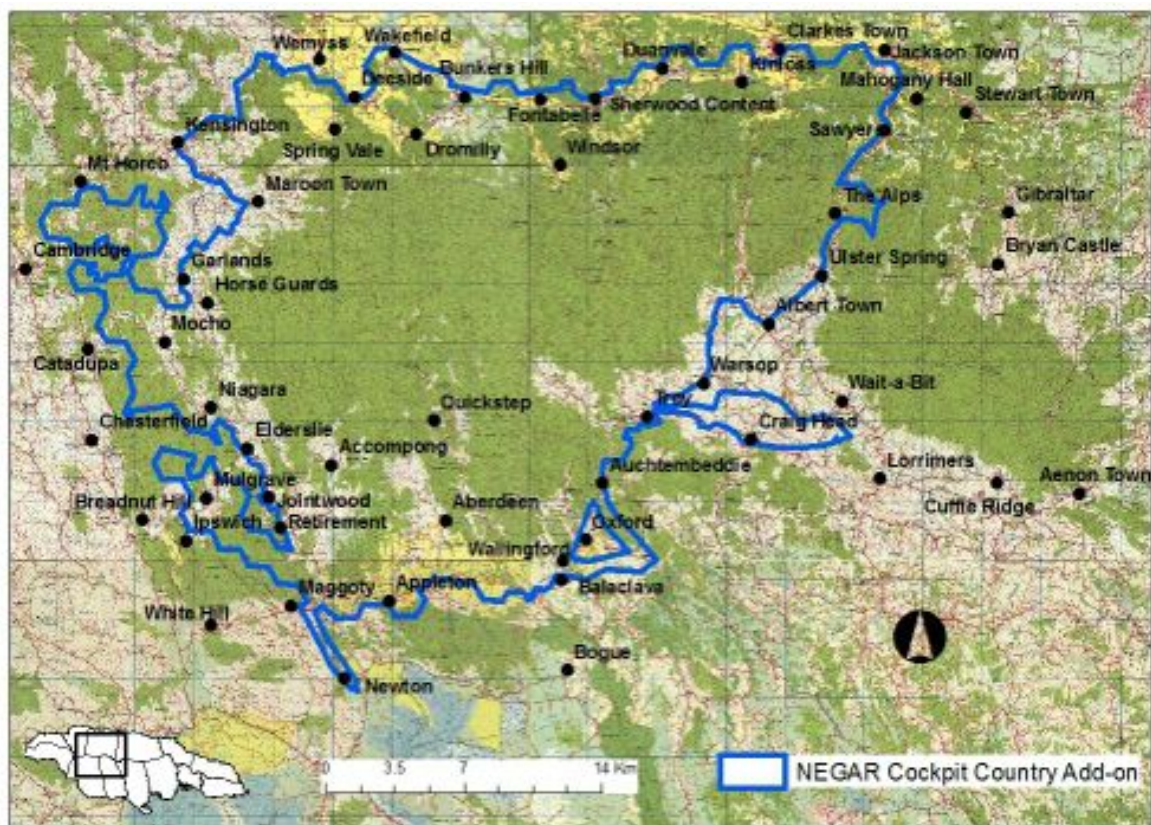 Clarkes Town
Wakefield
Wemyss
Duanvale
Jackson Town
Deeside
Bunkers Hill
Kinloss
Mahogany Hall
Fontabelle
Sherwood Content
Stewart Town
Kensington
Sawyer
Spring Vale
Dromilly
Windsor
Mt Horeb
Maroon Town
The Alps
Gibraltar
Cambridge
Bryan Castle
Garlands
Ulster Spring
Horse Guards
Albert Town
Mocho
Catadupa
Warsop
Niagara
Wait-a-Bit
Quickstep
Troy
Chesterfield
Craig Head
Elderslie
Accompong
Auchtembeddie
Lorrimers
Mulgrave
Aenon Town
Breadnut Hill
Jointwood
Aberdeen
Cuffie Ridge
Ipswich
Retirement
Oxford
Wallingford
Maggoty
Appleton
Balaclava
White Hill
Bogue
Newton
0 3.5 7 14 Km
NEGAR Cockpit Country Add-on